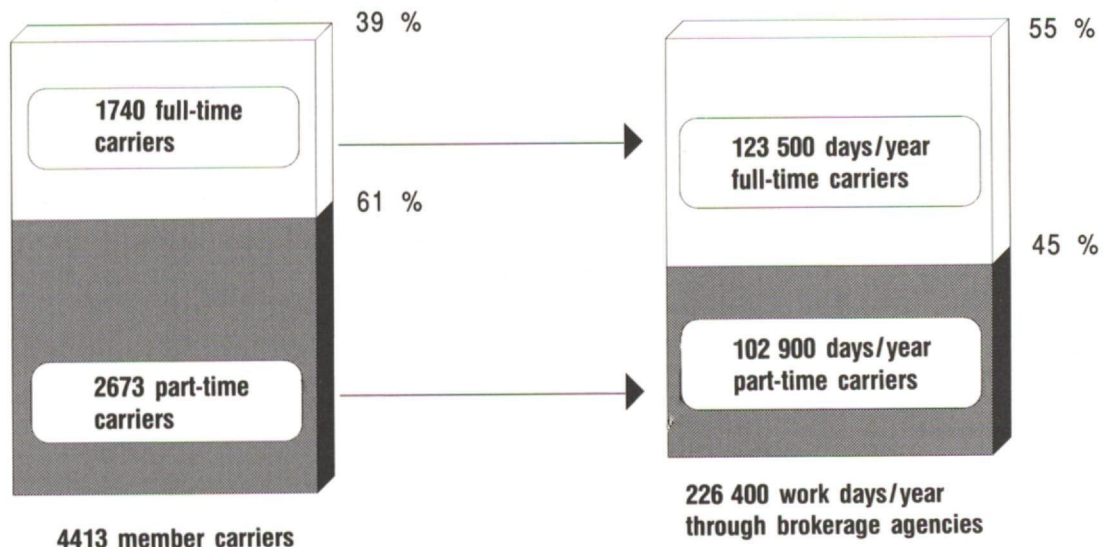 39 %
1740 full-time
carriers
61 %
2673 part-time
carriers
4413 member carriers
55 %
123 500 days/year
full-time carriers
45 %
102 900 days/year
part-time carriers
226 400 work days/year
through brokerage agencies